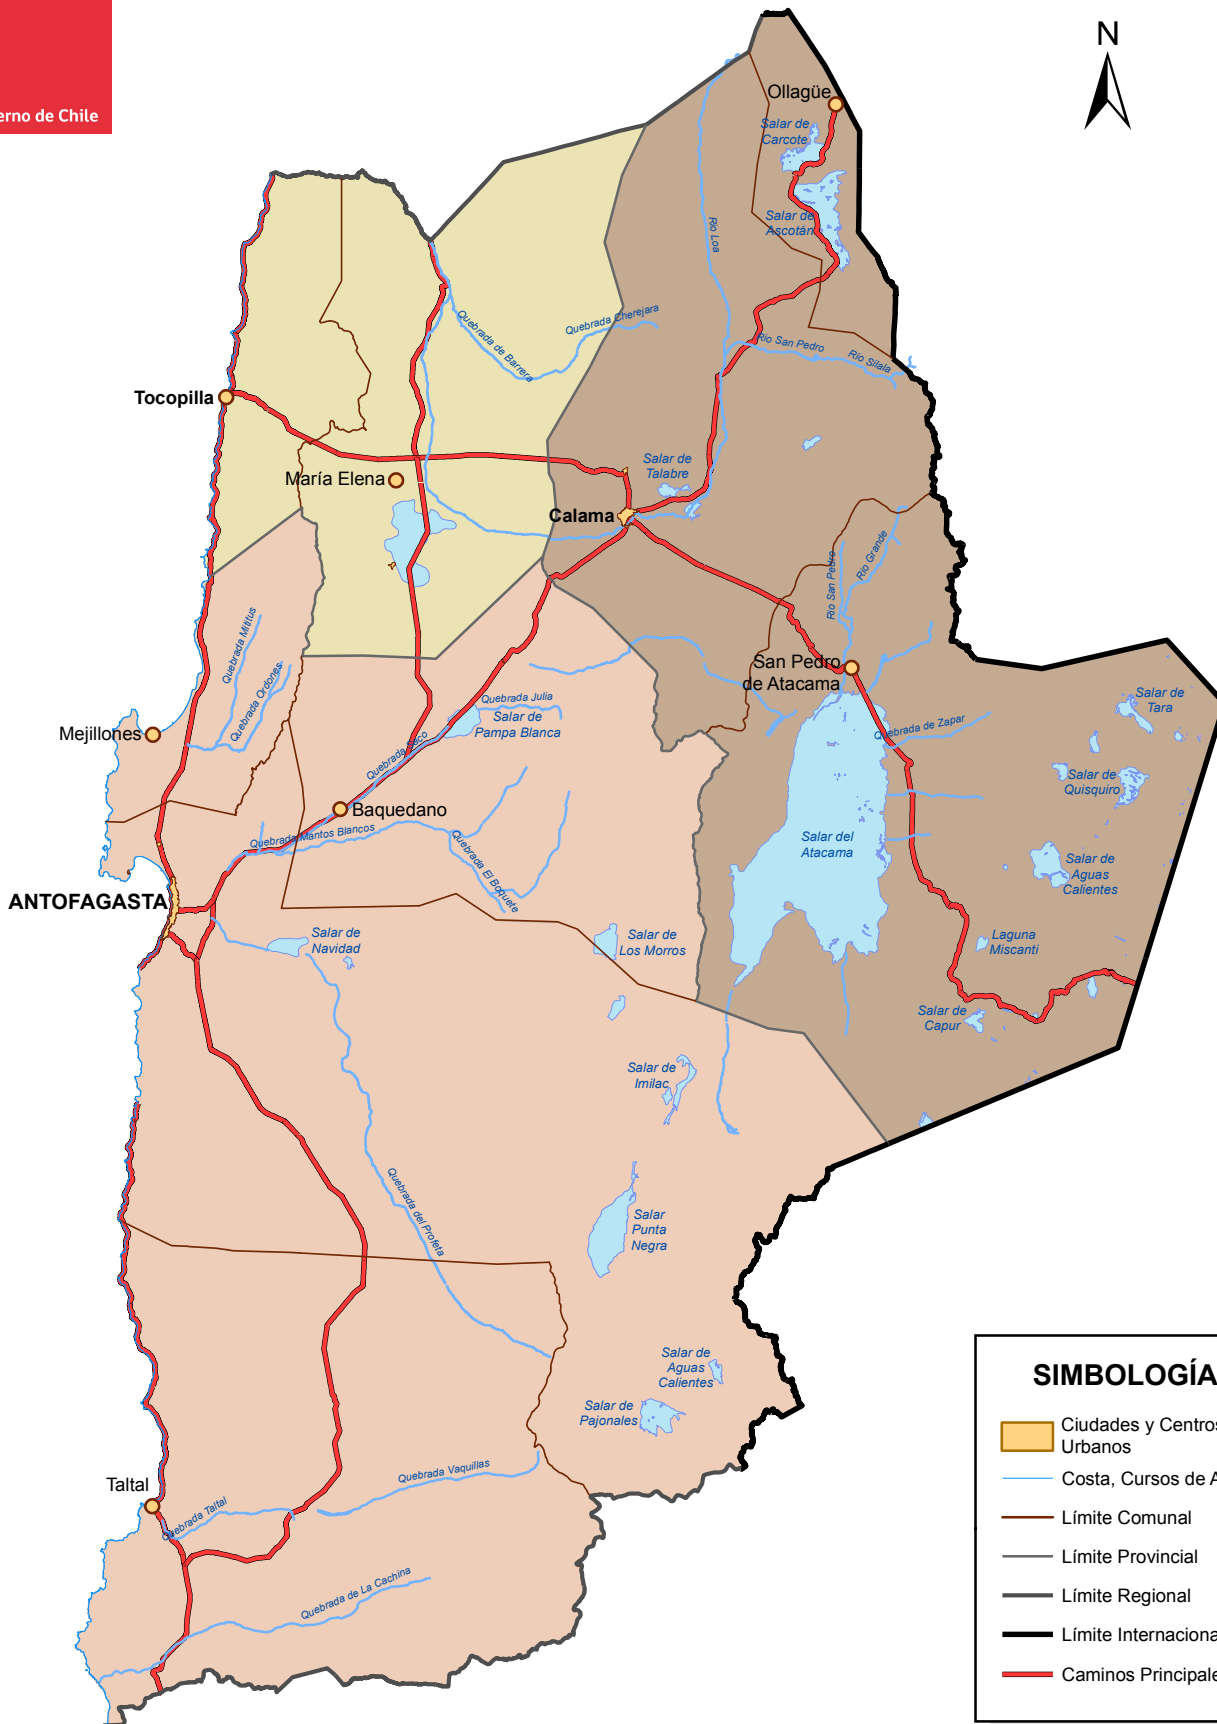 erno de Chile
N
Ollagüe
Salar de
Carcote
Salar de
Ascotán
Río Loa
Quebrada de Barrera
Quebrada Cherejara
Río San Pedro
Río Silala
Tocopilla
María Elena
Salar de
Talabre
Calama
Río San Pedro
Río Grande
Quebrada Mititus
Quebrada Ordones
San Pedro
de Atacama
Mejillones
Quebrada Julia
Salar de
Pampa Blanca
Quebrada de Zapar
Salar de
Tara
Quebrada Seco
Salar de
Quisquiro
Baquedano
Quebrada Mantos Blancos
Quebrada El Boquete
Salar del
Atacama
Salar de
Aguas
Calientes
ANTOFAGASTA
Salar de
Navidad
Salar de
Los Morros
Laguna
Miscanti
Salar de
Capur
Salar de
Imilac
Quebrada del Profeta
Salar
Punta
Negra
Salar de
Aguas
Calientes
Salar de
Pajonales
Quebrada Vaquillas
Taltal
Quebrada Taltal
Quebrada de La Cachina
SIMBOLOGÍA
Ciudades y Centros
Urbanos
Costa, Cursos de A
Límite Comunal
Límite Provincial
Límite Regional
Límite Internaciona
Caminos Principale